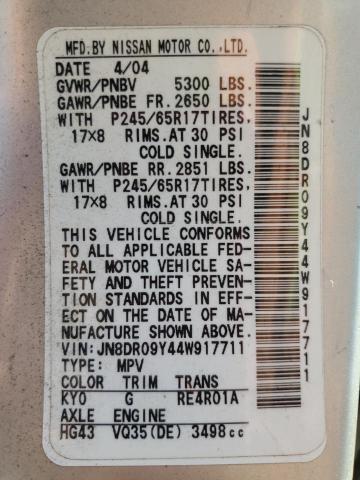 MFD.BY NISSAN MOTOR CO.,LTD.
DATE 4/04
GVWR/PNBV 5300 LBS.
GAWR/PNBE FR. 2650 LBS.
WITH P245/65R17TIRES,
17×8 RIMS.AT 30 PSI
COLD SINGLE.
GAWR/PNBE RR. 2851 LBS.
WITH P245/65R17TIRES,
17×8 RIMS.AT 30 PSI
COLD SINGLE.
THIS VEHICLE CONFORMS
TO ALL APPLICABLE FED-
ERAL MOTOR VEHICLE SA-
FETY AND THEFT PREVEN-
TION STANDARDS IN EFF-
ECT ON THE DATE OF MA-
NUFACTURE SHOWN ABOVE.
VIN:JN8DR09Y44W917711
TYPE: MPV
COLOR TRIM TRANS
KYO G RE4R01A
AXLE ENGINE
HG43 VQ35(DE) 3498cc
JN8DR09Y44W917711